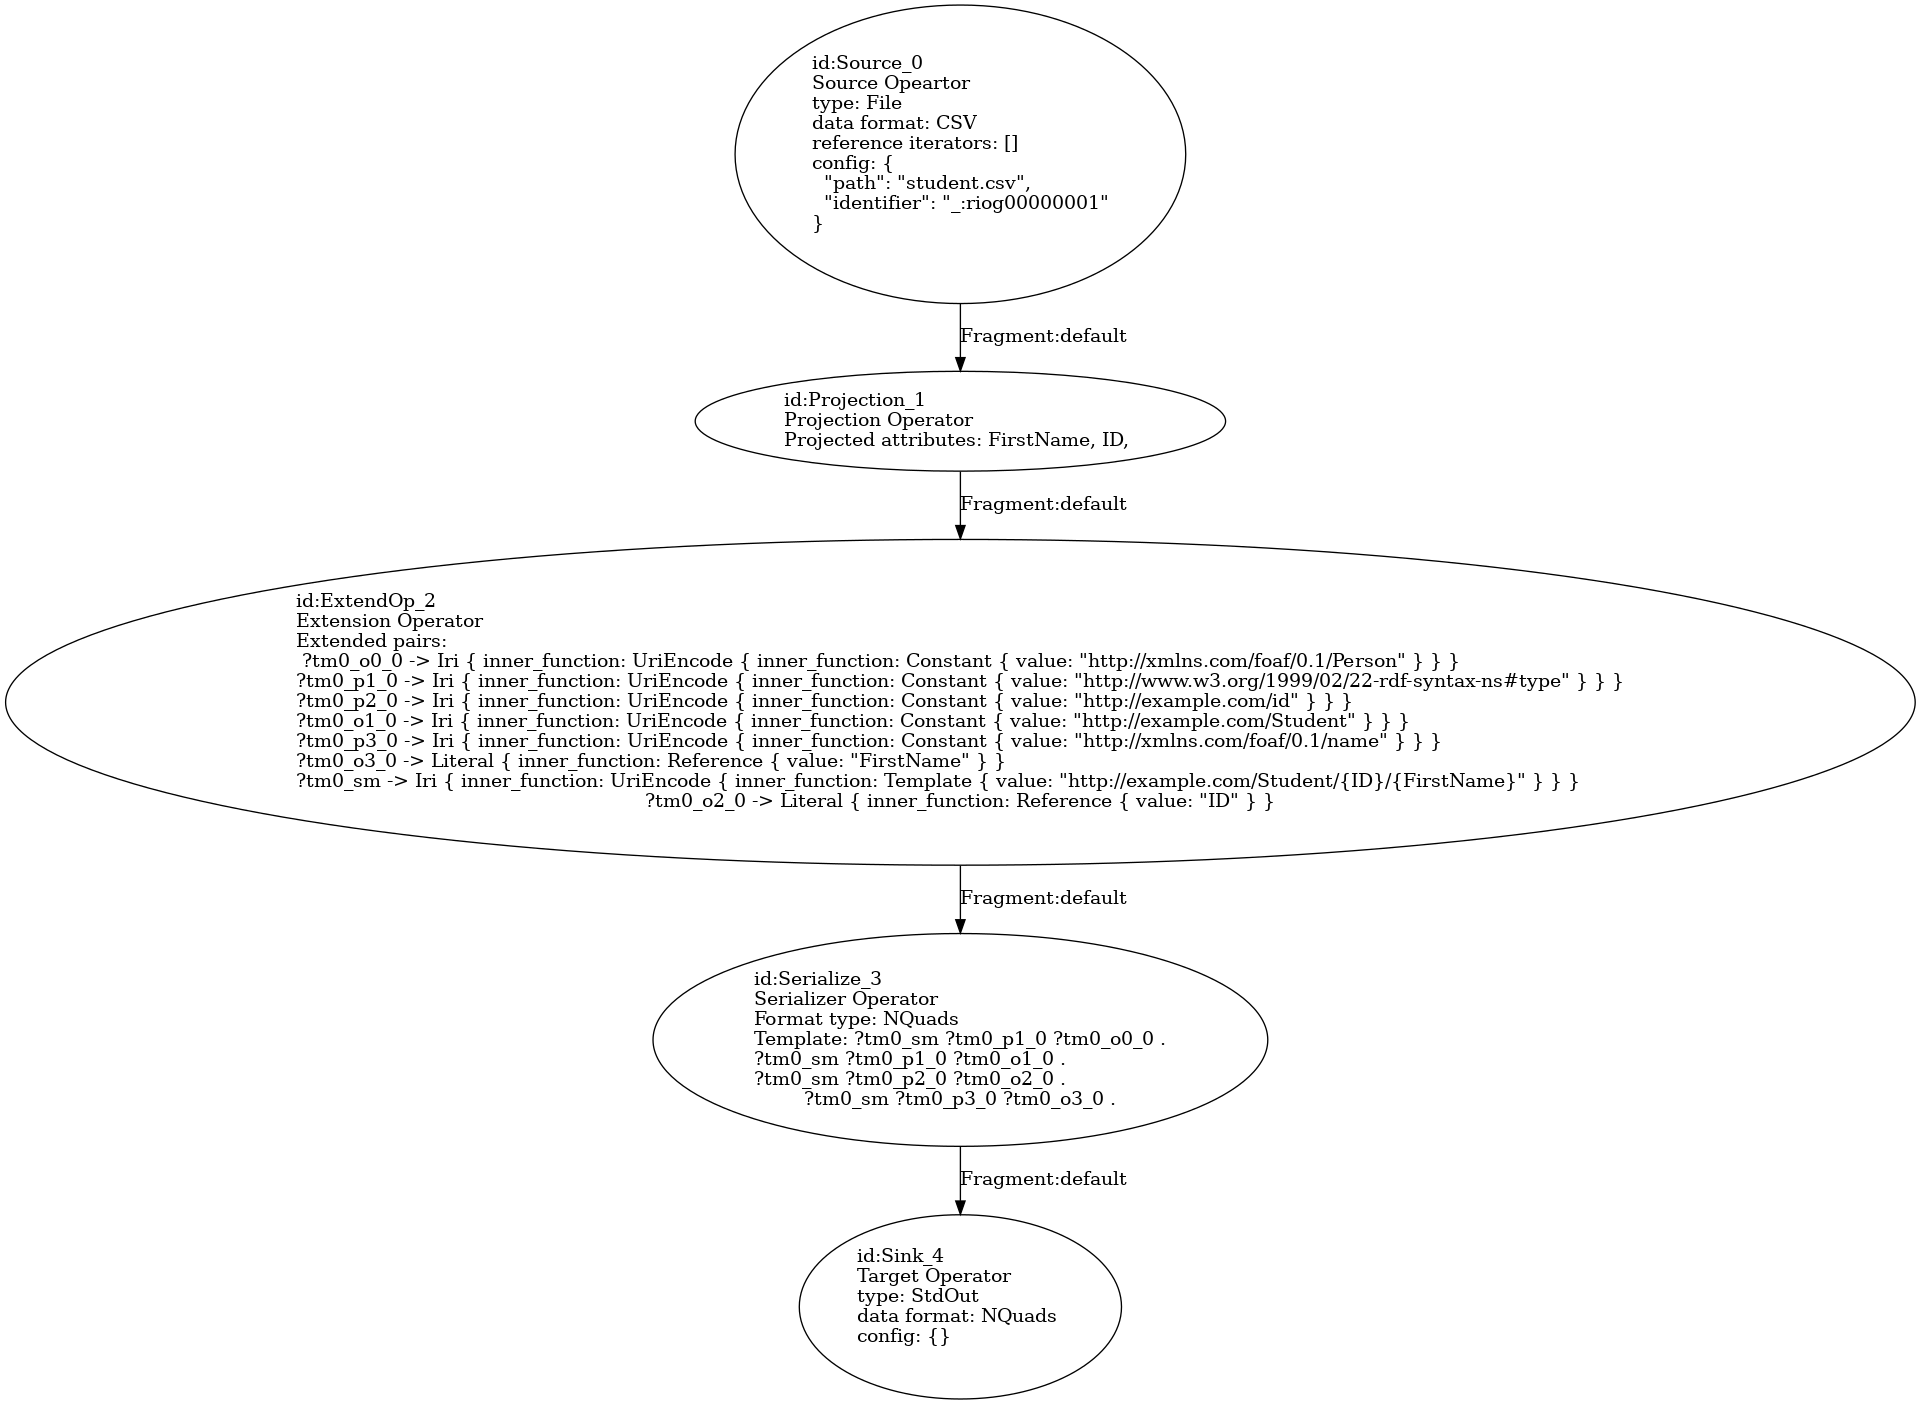 id:Source_0
Source Opeartor
type: File
data format: CSV
reference iterators: []
config: {
  "path": "student.csv",
  "identifier": "_:riog00000001"
}
Fragment:default
id:Projection_1
Projection Operator
Projected attributes: FirstName, ID,
Fragment:default
id:ExtendOp_2
Extension Operator
Extended pairs:
 ?tm0_o0_0 -> Iri { inner_function: UriEncode { inner_function: Constant { value: "http://xmlns.com/foaf/0.1/Person" } } }
?tm0_p1_0 -> Iri { inner_function: UriEncode { inner_function: Constant { value: "http://www.w3.org/1999/02/22-rdf-syntax-ns#type" } } }
?tm0_p2_0 -> Iri { inner_function: UriEncode { inner_function: Constant { value: "http://example.com/id" } } }
?tm0_o1_0 -> Iri { inner_function: UriEncode { inner_function: Constant { value: "http://example.com/Student" } } }
?tm0_p3_0 -> Iri { inner_function: UriEncode { inner_function: Constant { value: "http://xmlns.com/foaf/0.1/name" } } }
?tm0_o3_0 -> Literal { inner_function: Reference { value: "FirstName" } }
?tm0_sm -> Iri { inner_function: UriEncode { inner_function: Template { value: "http://example.com/Student/{ID}/{FirstName}" } } }
?tm0_o2_0 -> Literal { inner_function: Reference { value: "ID" } }
Fragment:default
id:Serialize_3
Serializer Operator
Format type: NQuads
Template: ?tm0_sm ?tm0_p1_0 ?tm0_o0_0 .
?tm0_sm ?tm0_p1_0 ?tm0_o1_0 .
?tm0_sm ?tm0_p2_0 ?tm0_o2_0 .
?tm0_sm ?tm0_p3_0 ?tm0_o3_0 .
Fragment:default
id:Sink_4
Target Operator
type: StdOut
data format: NQuads
config: {}